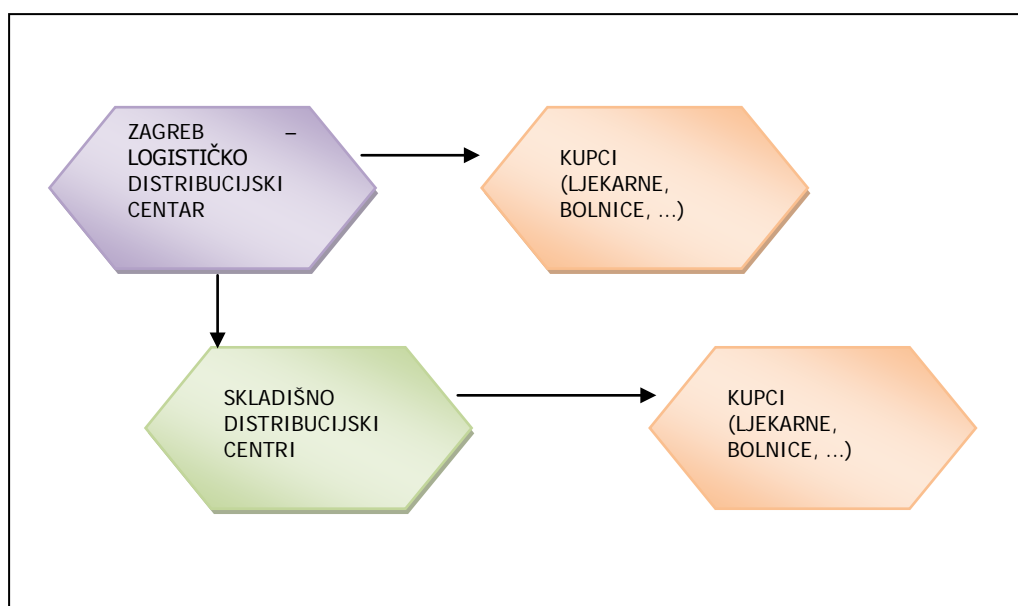 ZAGREB –
LOGISTIČKO
DISTRIBUCIJSKI
CENTAR
KUPCI
(LJEKARNE,
BOLNICE, ...)
SKLADIŠNO
DISTRIBUCIJSKI
CENTRI
KUPCI
(LJEKARNE,
BOLNICE, ...)